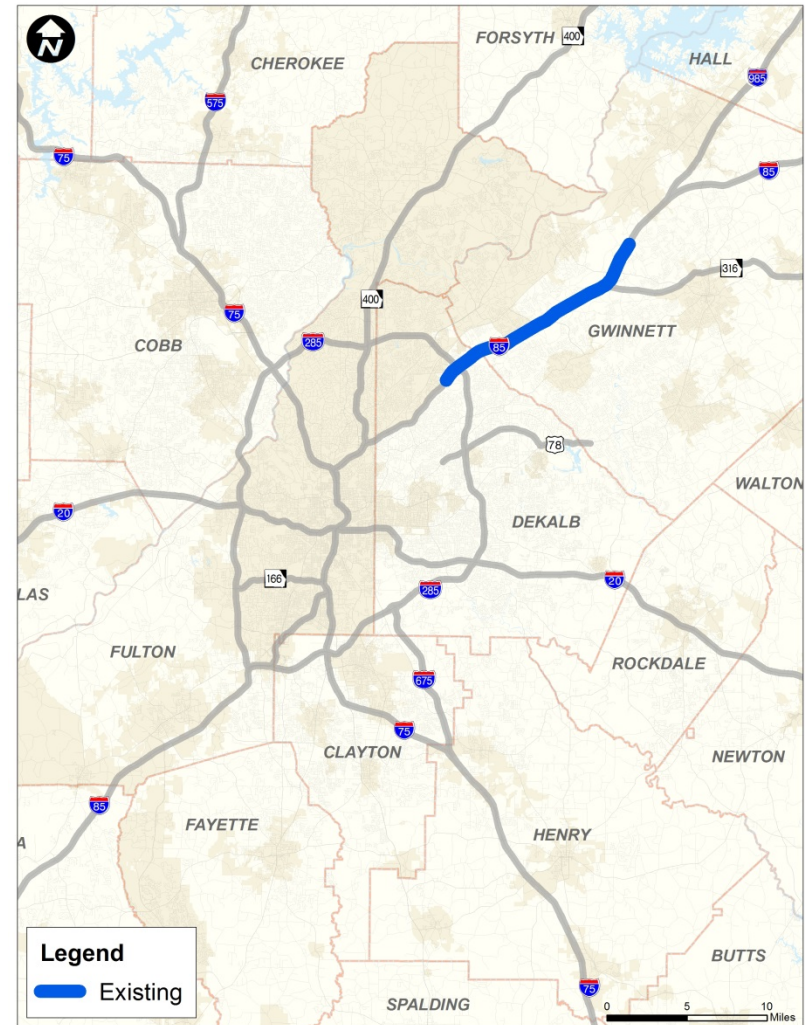 N
CHEROKEE
FORSYTH
400
HALL
985
575
75
85
400
316
75
285
COBB
85
GWINNETT
78
WALTON
20
DEKALB
166
285
20
LAS
FULTON
675
ROCKDALE
75
CLAYTON
NEWTON
85
FAYETTE
A
HENRY
Legend
Existing
BUTTS
75
SPALDING
0 5 10
Miles